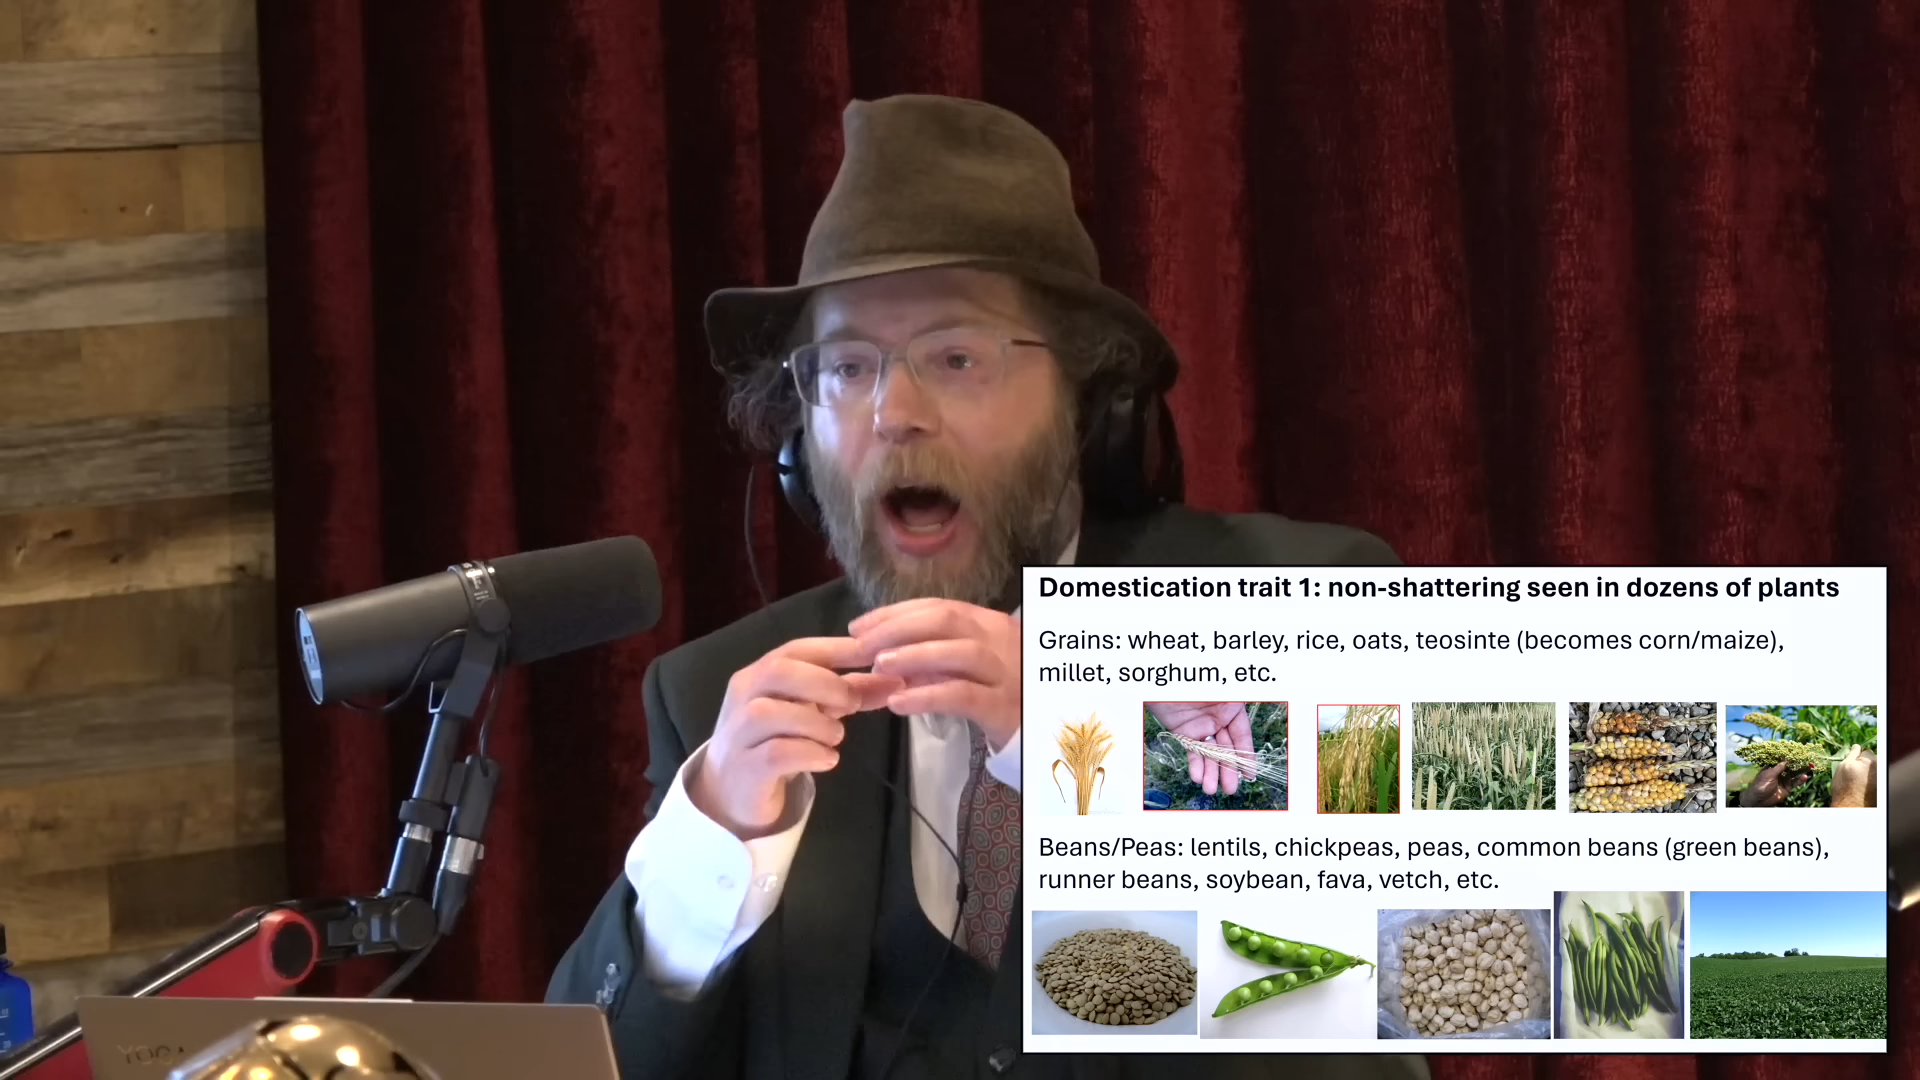 Domestication trait 1: non-shattering seen in dozens of plants
Grains: wheat, barley, rice, oats, teosinte (becomes corn/maize),
millet, sorghum, etc.
Beans/Peas: lentils, chickpeas, peas, common beans (green beans),
runner beans, soybean, fava, vetch, etc.
YOGA